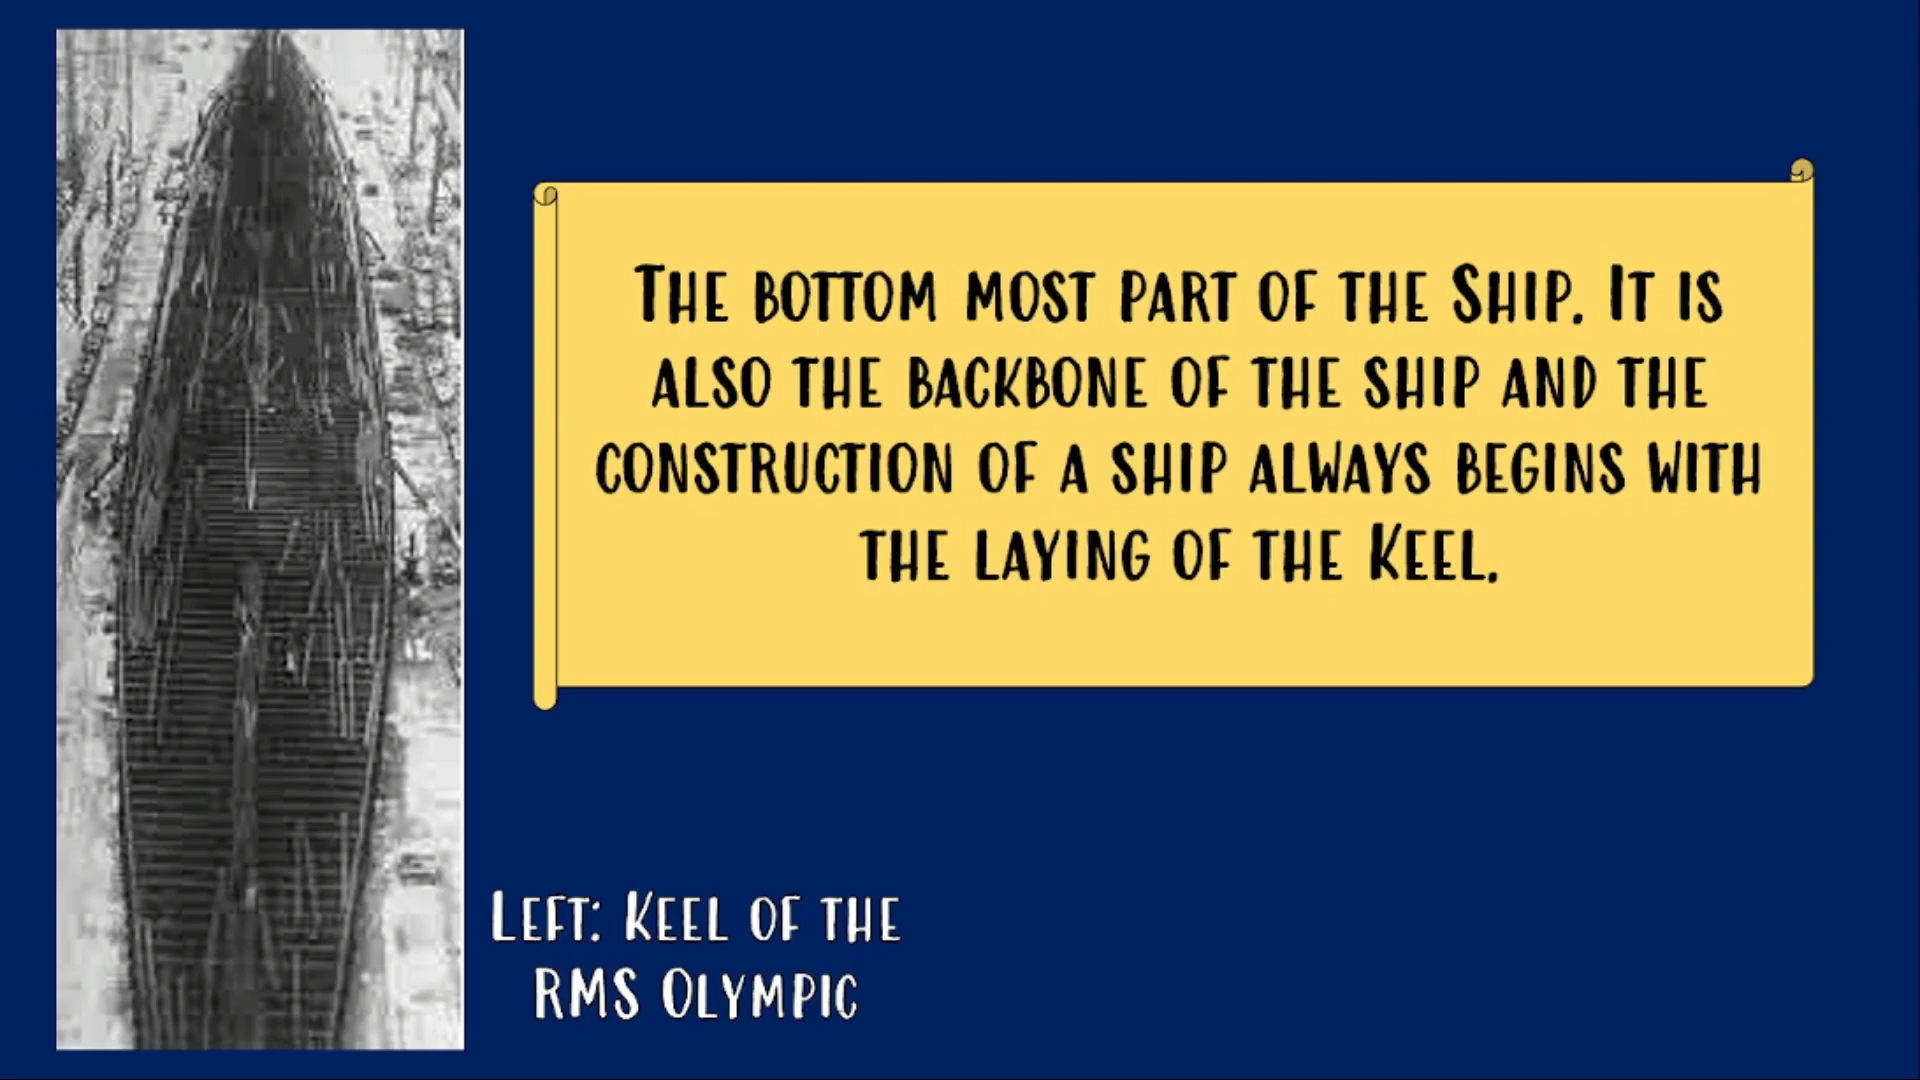 The bottom most part of the Ship. It is
also the backbone of the ship and the
construction of a ship always begins with
the laying of the Keel.
Left: Keel of the
RMS Olympic